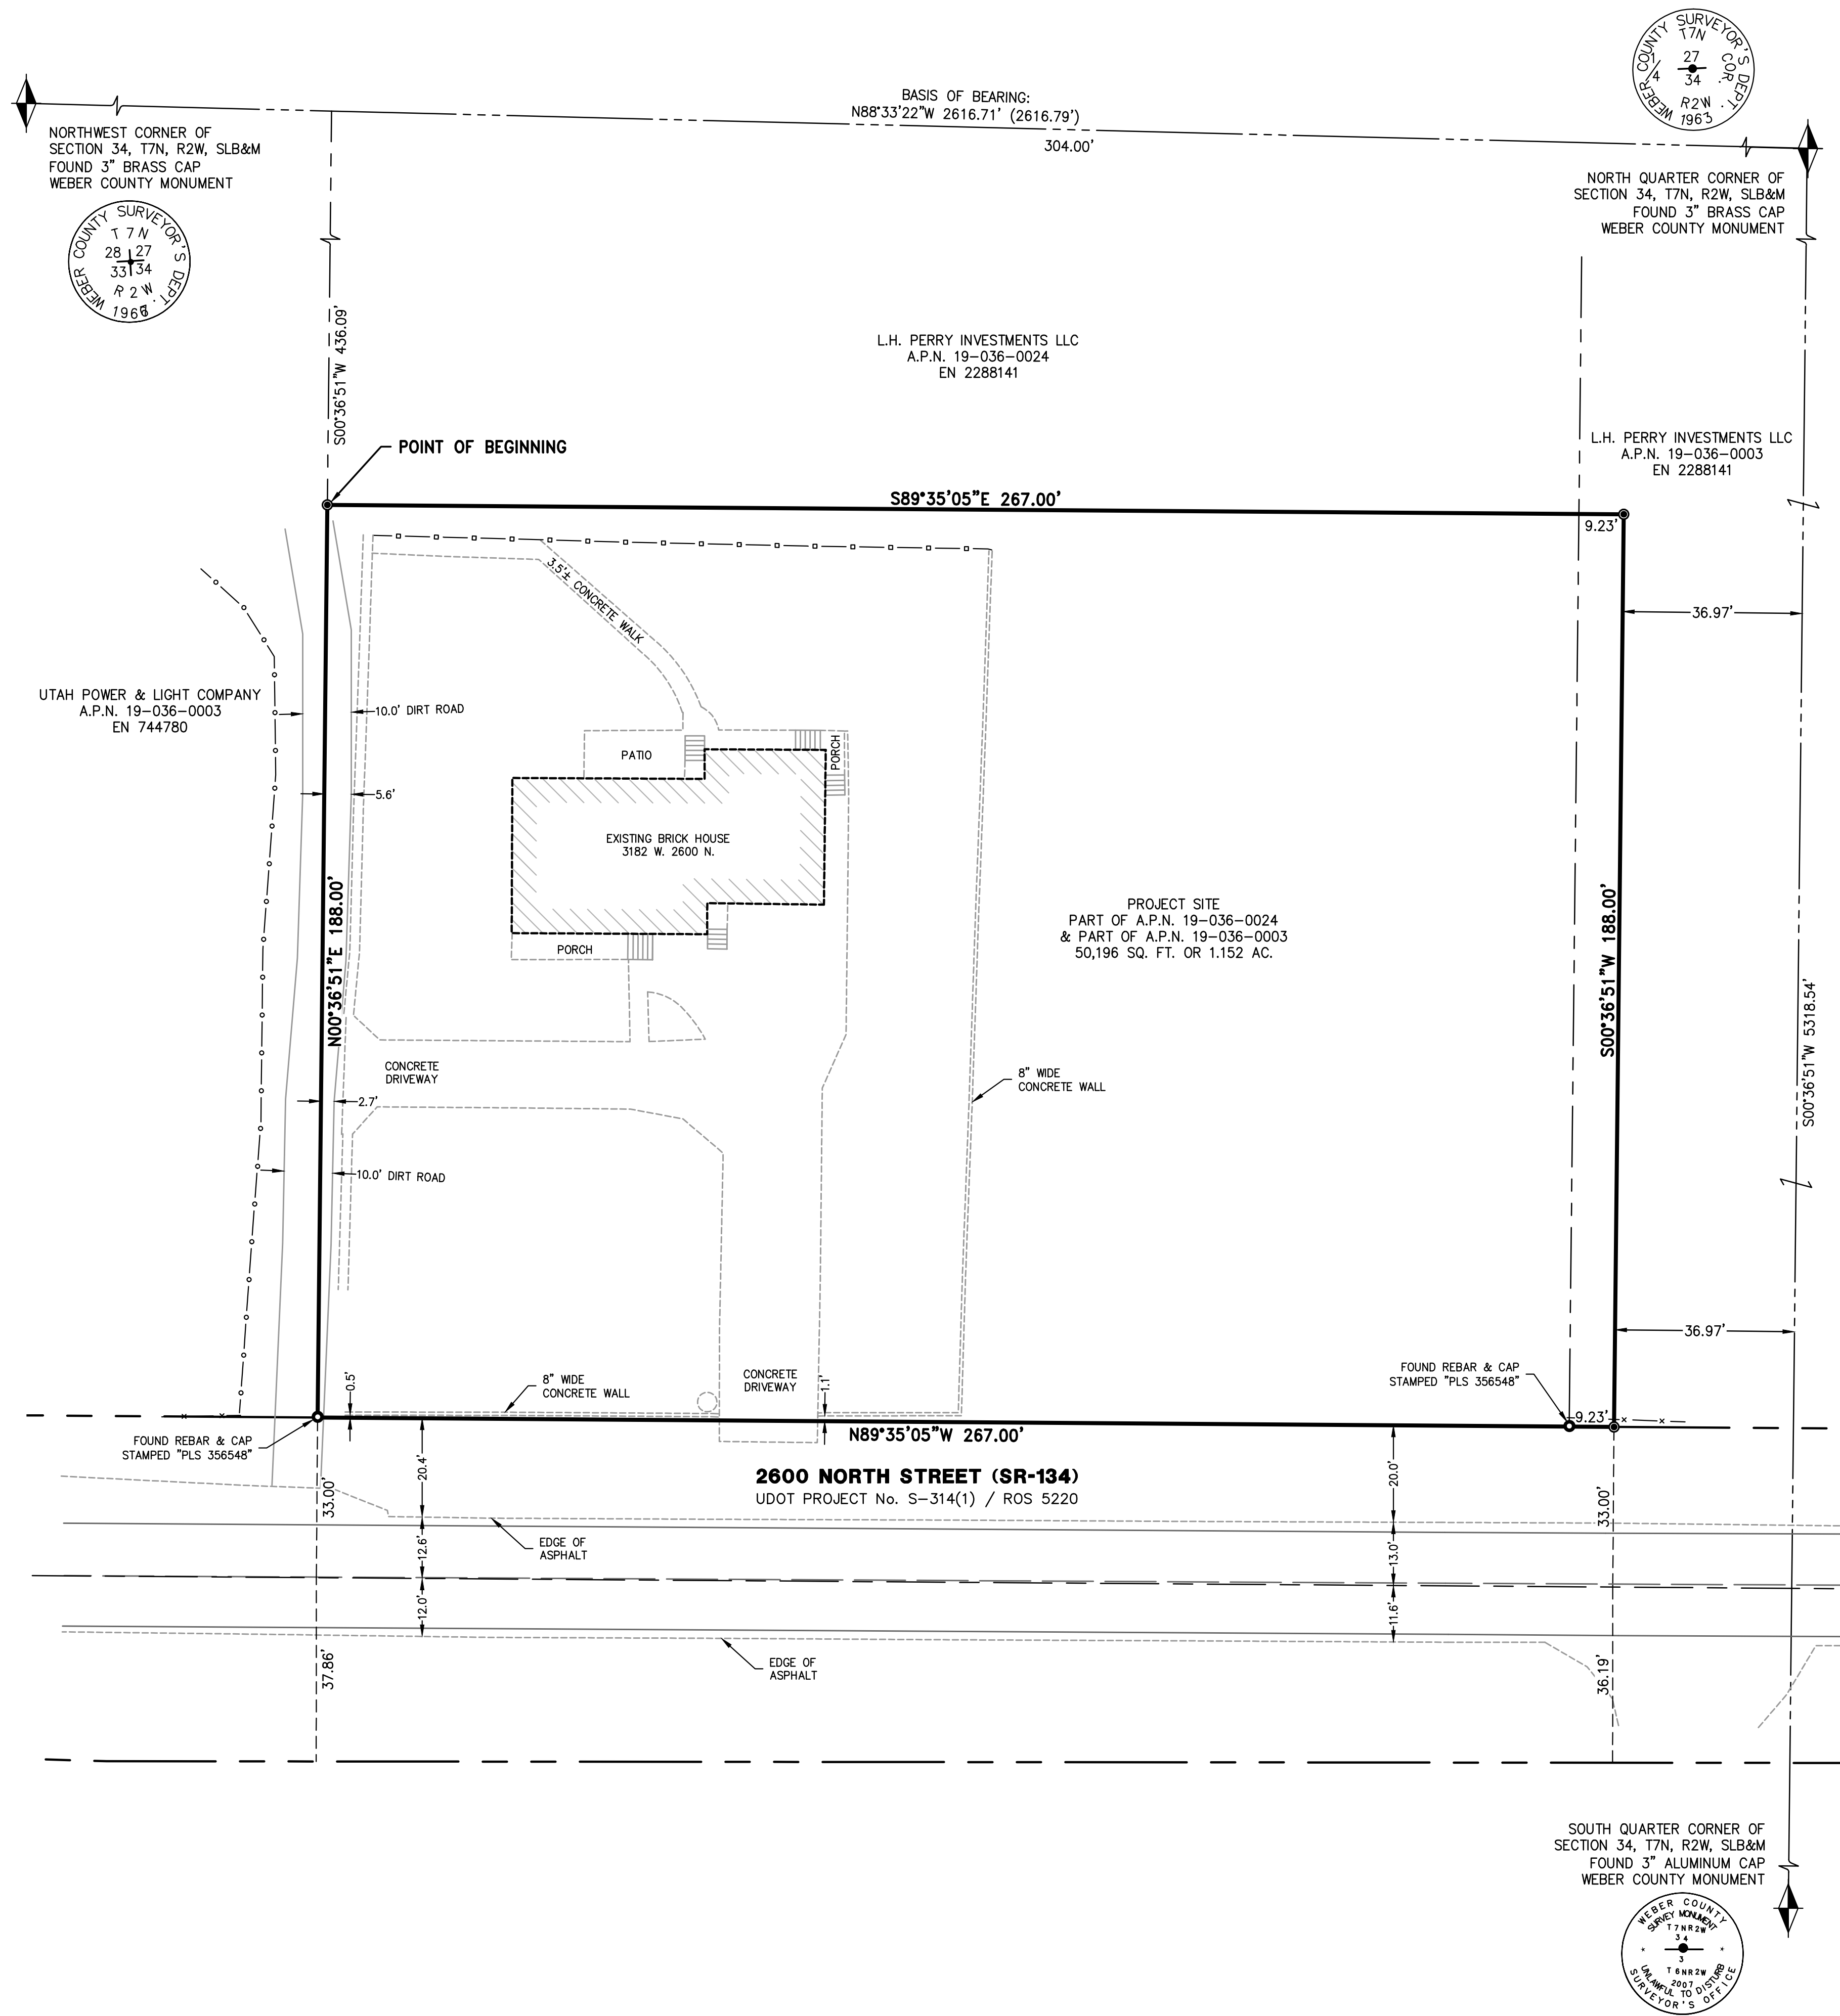 WEBER COUNTY SURVEYOR'S DEPT.
T7N
1/4 COR.
27
34
R2W
1963
BASIS OF BEARING:
N88°33'22"W 2616.71' (2616.79')
304.00'
NORTHWEST CORNER OF
SECTION 34, T7N, R2W, SLB&M
FOUND 3" BRASS CAP
WEBER COUNTY MONUMENT
WEBER COUNTY SURVEYOR'S DEPT.
T 7 N
28 27
33 34
R 2 W
NORTH QUARTER CORNER OF
SECTION 34, T7N, R2W, SLB&M
FOUND 3" BRASS CAP
WEBER COUNTY MONUMENT
S00°36'51"W 436.09'
L.H. PERRY INVESTMENTS LLC
A.P.N. 19-036-0024
EN 2288141
L.H. PERRY INVESTMENTS LLC
A.P.N. 19-036-0003
EN 2288141
POINT OF BEGINNING
S89°35'05"E 267.00'
9.23'
3.5'± CONCRETE WALK
36.97'
UTAH POWER & LIGHT COMPANY
A.P.N. 19-036-0003
EN 744780
10.0' DIRT ROAD
PATIO
PORCH
5.6'
EXISTING BRICK HOUSE
3182 W. 2600 N.
PORCH
N00°36'51"E 188.00'
PROJECT SITE
PART OF A.P.N. 19-036-0024
& PART OF A.P.N. 19-036-0003
50,196 SQ. FT. OR 1.152 AC.
S00°36'51"W 188.00'
S00°36'51"W 5318.54'
CONCRETE
DRIVEWAY
8" WIDE
CONCRETE WALL
2.7'
10.0' DIRT ROAD
36.97'
0.5'
8" WIDE
CONCRETE WALL
CONCRETE
DRIVEWAY
1.1'
FOUND REBAR & CAP
STAMPED "PLS 356548"
9.23'
FOUND REBAR & CAP
STAMPED "PLS 356548"
N89°35'05"W 267.00'
33.00'
20.4'
2600 NORTH STREET (SR-134)
UDOT PROJECT No. S-314(1) / ROS 5220
20.0'
33.00'
EDGE OF
ASPHALT
12.6'
13.0'
12.0'
11.6'
37.86'
EDGE OF
ASPHALT
36.19'
SOUTH QUARTER CORNER OF
SECTION 34, T7N, R2W, SLB&M
FOUND 3" ALUMINUM CAP
WEBER COUNTY MONUMENT
WEBER COUNTY
SURVEY MONUMENT
T7NR2W
34
3
T6NR2W
2007
UNLAWFUL TO DISTURB
SURVEYOR'S OFFICE